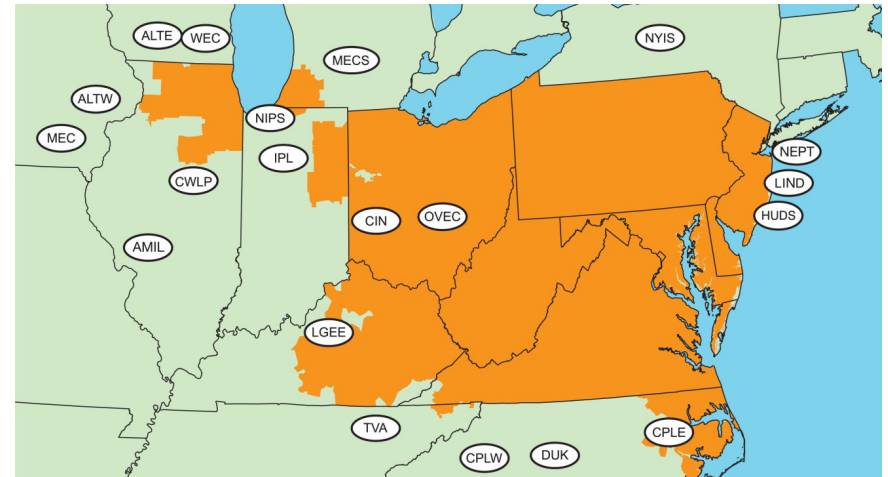 ALTE
WEC
NYIS
MECS
ALTW
NIPS
MEC
IPL
NEPT
CWLP
LIND
CIN
OVEC
HUDS
AMIL
LGEE
TVA
CPLE
CPLW
DUK